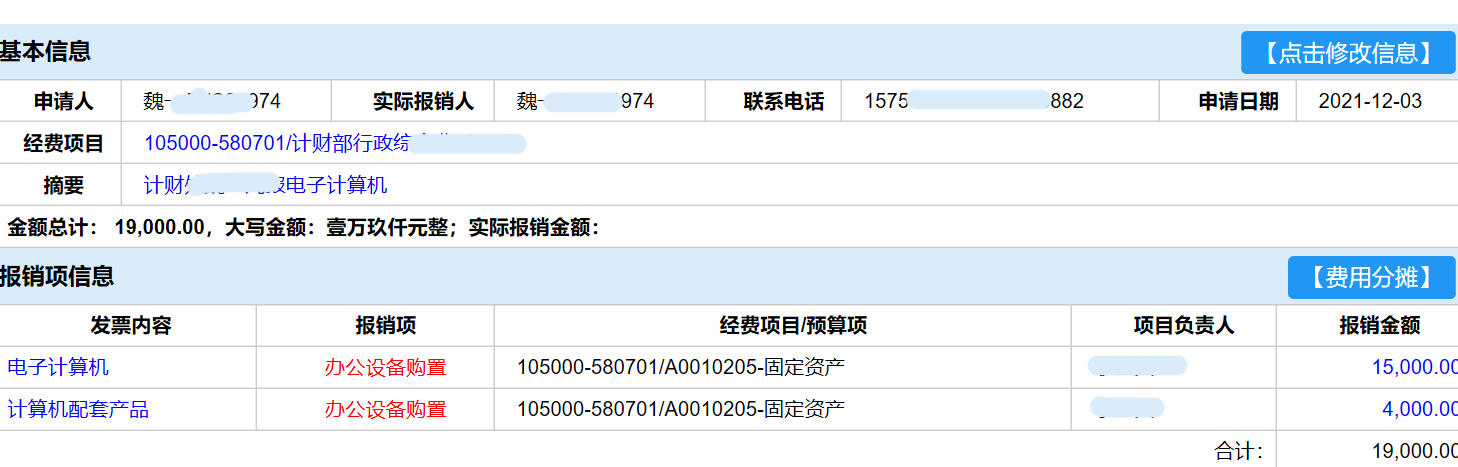 基本信息 【点击修改信息】
申请人 魏 974 实际报销人 魏 974 联系电话 1575 882 申请日期 2021-12-03
经费项目 105000-580701/计财部行政综
摘要 计财 报电子计算机
金额总计： 19,000.00，大写金额：壹万玖仟元整；实际报销金额：
报销项信息 【费用分摊】
发票内容 报销项 经费项目/预算项 项目负责人 报销金额
电子计算机 办公设备购置 105000-580701/A0010205-固定资产 15,000.00
计算机配套产品 办公设备购置 105000-580701/A0010205-固定资产 4,000.00
合计： 19,000.00